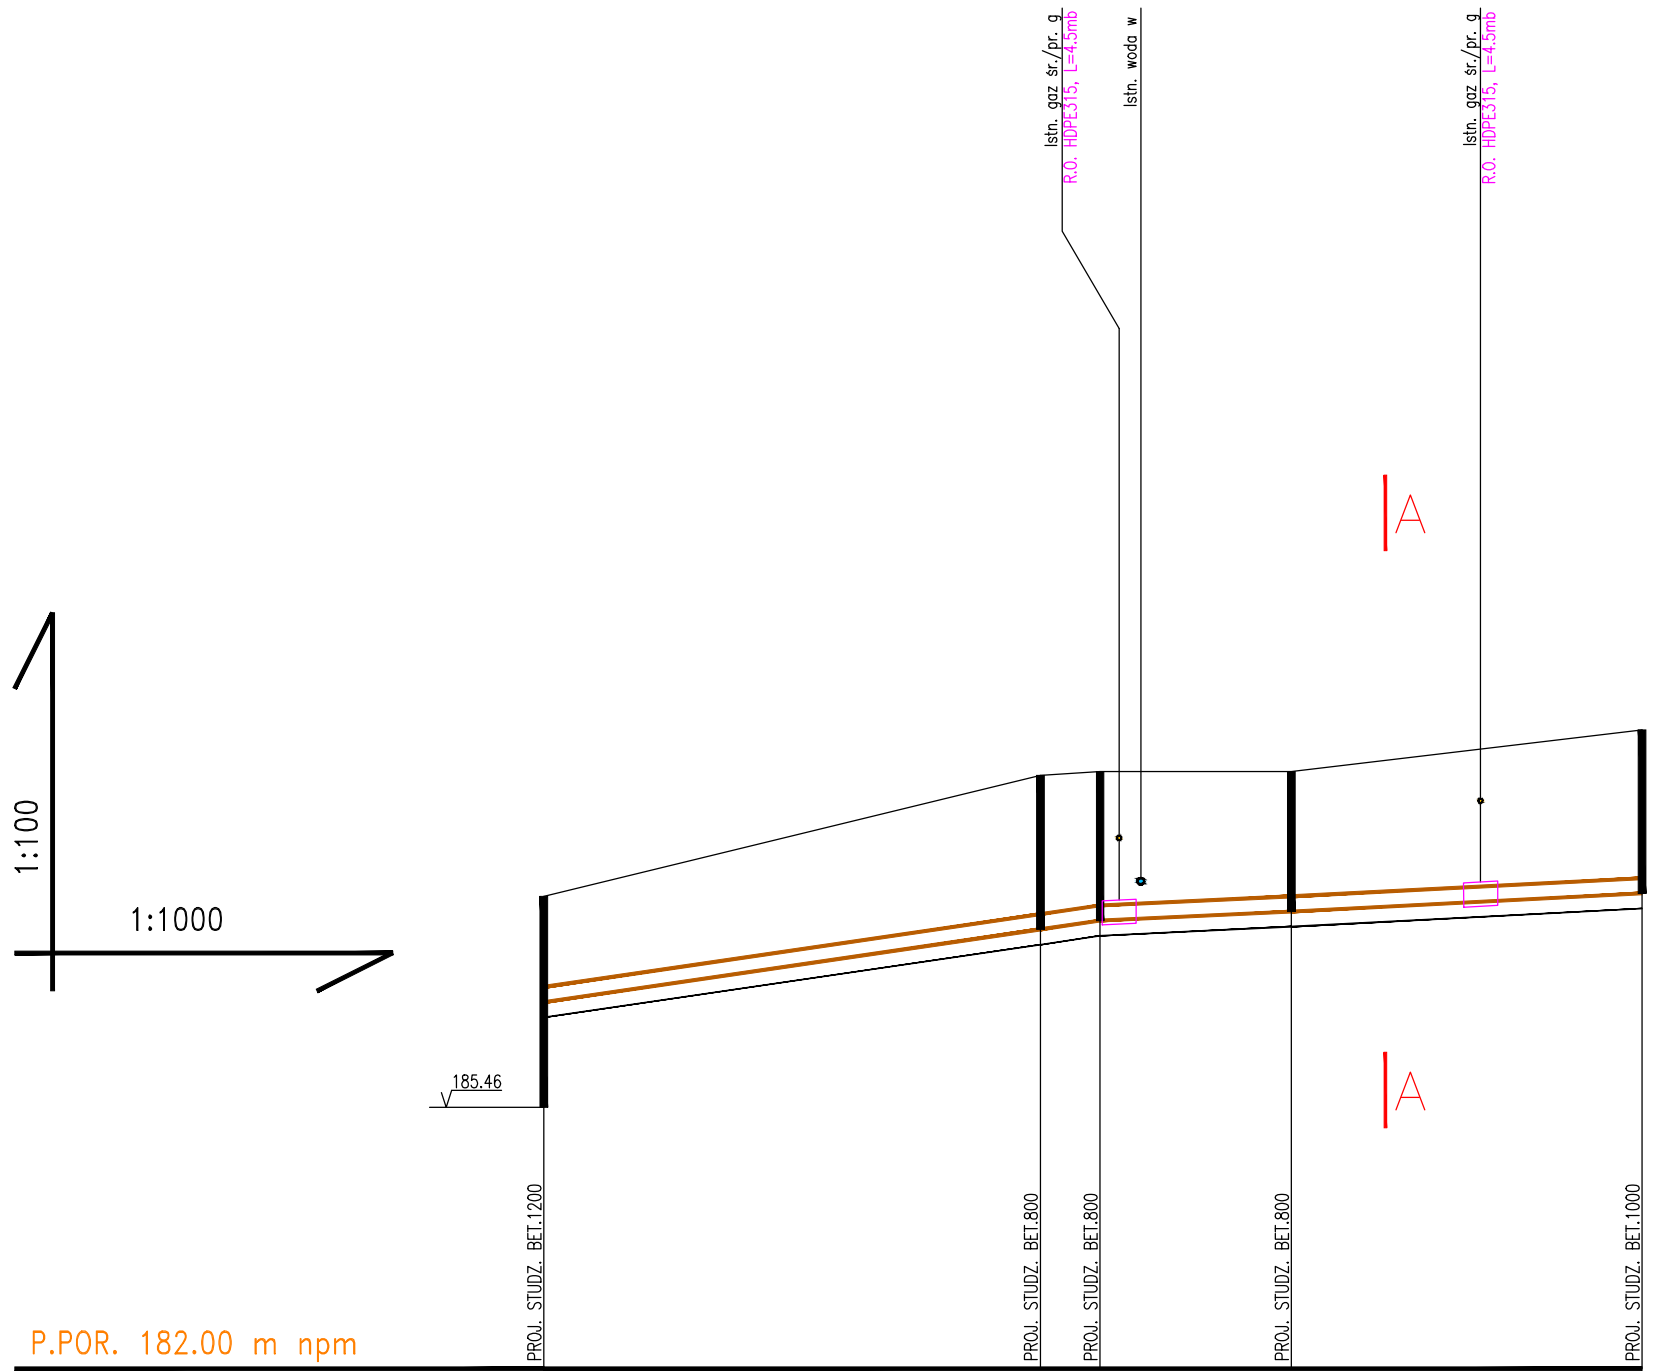 Istn. gaz śr./pr. g
R.O. HDPE315, L=4.5mb
Istn. woda w
Istn. gaz śr./pr. g
R.O. HDPE315, L=4.5mb
A
1:100
1:1000
185.46
A
PROJ. STUDZ. BET.1200
PROJ. STUDZ. BET.800
PROJ. STUDZ. BET.800
PROJ. STUDZ. BET.800
PROJ. STUDZ. BET.1000
P.POR. 182.00 m npm